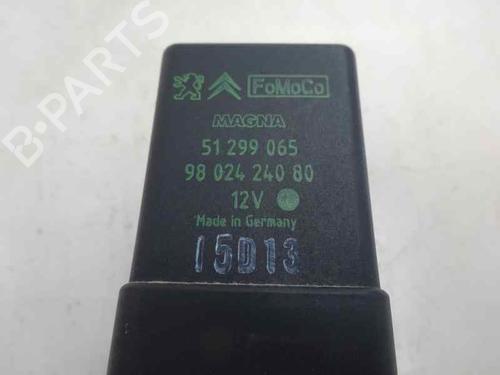 B-PARTS
FoMoCo
MAGNA
51 299 065
98 024 240 80
12V
Made in Germany
15D13